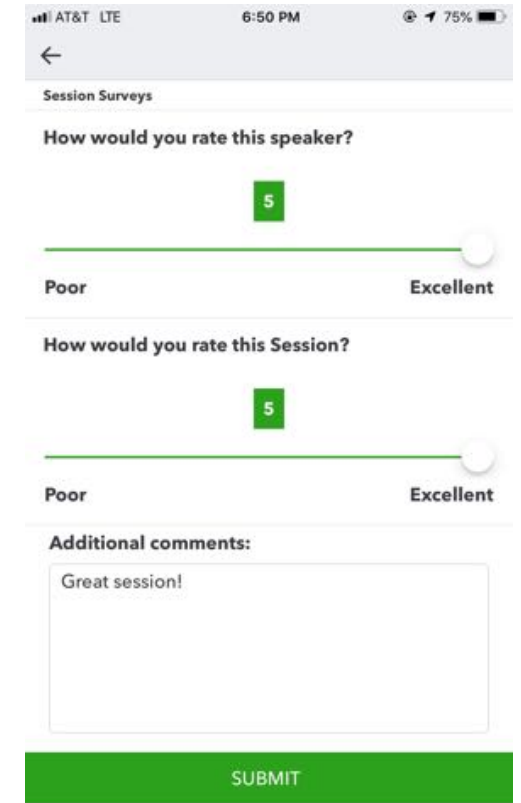 AT&T LTE 6:50 PM 75%
Session Surveys
How would you rate this speaker?
5
Poor Excellent
How would you rate this Session?
5
Poor Excellent
Additional comments:
Great session!
SUBMIT